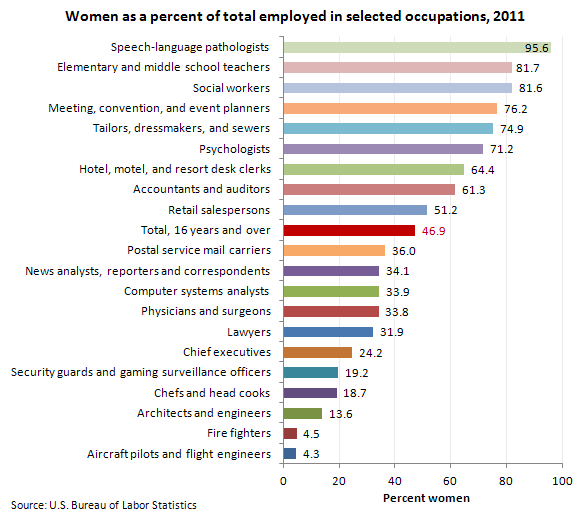 Women as a percent of total employed in selected occupations, 2011
Speech-language pathologists 95.6
Elementary and middle school teachers 81.7
Social workers 81.6
Meeting, convention, and event planners 76.2
Tailors, dressmakers, and sewers 74.9
Psychologists 71.2
Hotel, motel, and resort desk clerks 64.4
Accountants and auditors 61.3
Retail salespersons 51.2
Total, 16 years and over 46.9
Postal service mail carriers 36.0
News analysts, reporters and correspondents 34.1
Computer systems analysts 33.9
Physicians and surgeons 33.8
Lawyers 31.9
Chief executives 24.2
Security guards and gaming surveillance officers 19.2
Chefs and head cooks 18.7
Architects and engineers 13.6
Fire fighters 4.5
Aircraft pilots and flight engineers 4.3
0 20 40 60 80 100
Percent women
Source: U.S. Bureau of Labor Statistics